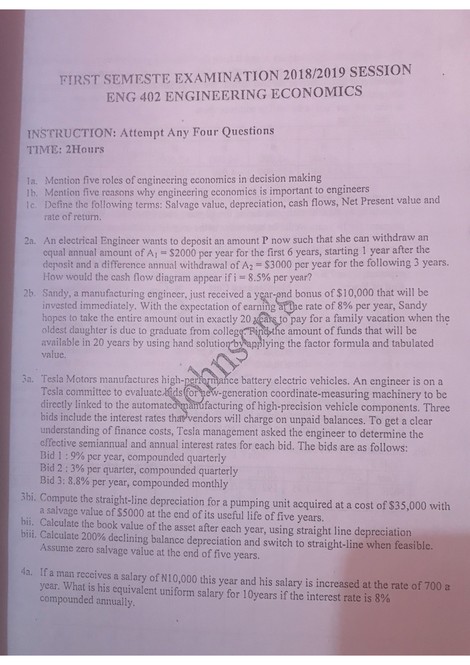 FIRST SEMESTE EXAMINATION 2018/2019 SESSION
ENG 402 ENGINEERING ECONOMICS
INSTRUCTION: Attempt Any Four Questions
TIME: 2Hours
1a. Mention five roles of engineering economics in decision making
1b. Mention five reasons why engineering economics is important to engineers
1c. Define the following terms: Salvage value, depreciation, cash flows, Net Present value and
rate of return.
2a. An electrical Engineer wants to deposit an amount P now such that she can withdraw an
equal annual amount of A₁ = $2000 per year for the first 6 years, starting 1 year after the
deposit and a difference annual withdrawal of A₂ = $3000 per year for the following 3 years.
How would the cash flow diagram appear if i = 8.5% per year?
2b. Sandy, a manufacturing engineer, just received a year-end bonus of $10,000 that will be
invested immediately. With the expectation of earning at the rate of 8% per year, Sandy
hopes to take the entire amount out in exactly 20 years to pay for a family vacation when the
oldest daughter is due to graduate from college. Find the amount of funds that will be
available in 20 years by using hand solution by applying the factor formula and tabulated
value.
3a. Tesla Motors manufactures high-performance battery electric vehicles. An engineer is on a
Tesla committee to evaluate bids new-generation coordinate-measuring machinery to be
directly linked to the automated manufacturing of high-precision vehicle components. Three
bids include the interest rates that vendors will charge on unpaid balances. To get a clear
understanding of finance costs, Tesla management asked the engineer to determine the
effective semiannual and annual interest rates for each bid. The bids are as follows:
Bid 1 : 9% per year, compounded quarterly
Bid 2 : 3% per quarter, compounded quarterly
Bid 3: 8.8% per year, compounded monthly
3bi. Compute the straight-line depreciation for a pumping unit acquired at a cost of $35,000 with
a salvage value of $5000 at the end of its useful life of five years.
bii. Calculate the book value of the asset after each year, using straight line depreciation
biii. Calculate 200% declining balance depreciation and switch to straight-line when feasible.
Assume zero salvage value at the end of five years.
4a. If a man receives a salary of ₦10,000 this year and his salary is increased at the rate of 700 a
year. What is his equivalent uniform salary for 10years if the interest rate is 8%
compounded annually.